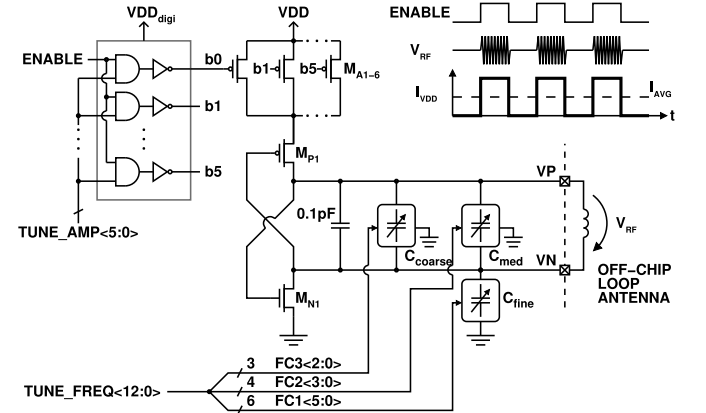 VDDdigi
VDD
ENABLE
ENABLE
b0
b1
b5
b1
b5
MA1−6
VRF
IVDD
IAVG
t
TUNE_AMP<5:0>
MP1
0.1pF
Ccoarse
Cmed
Cfine
MN1
VP
VN
VRF
OFF−CHIP
LOOP
ANTENNA
3 FC3<2:0>
4 FC2<3:0>
6 FC1<5:0>
TUNE_FREQ<12:0>